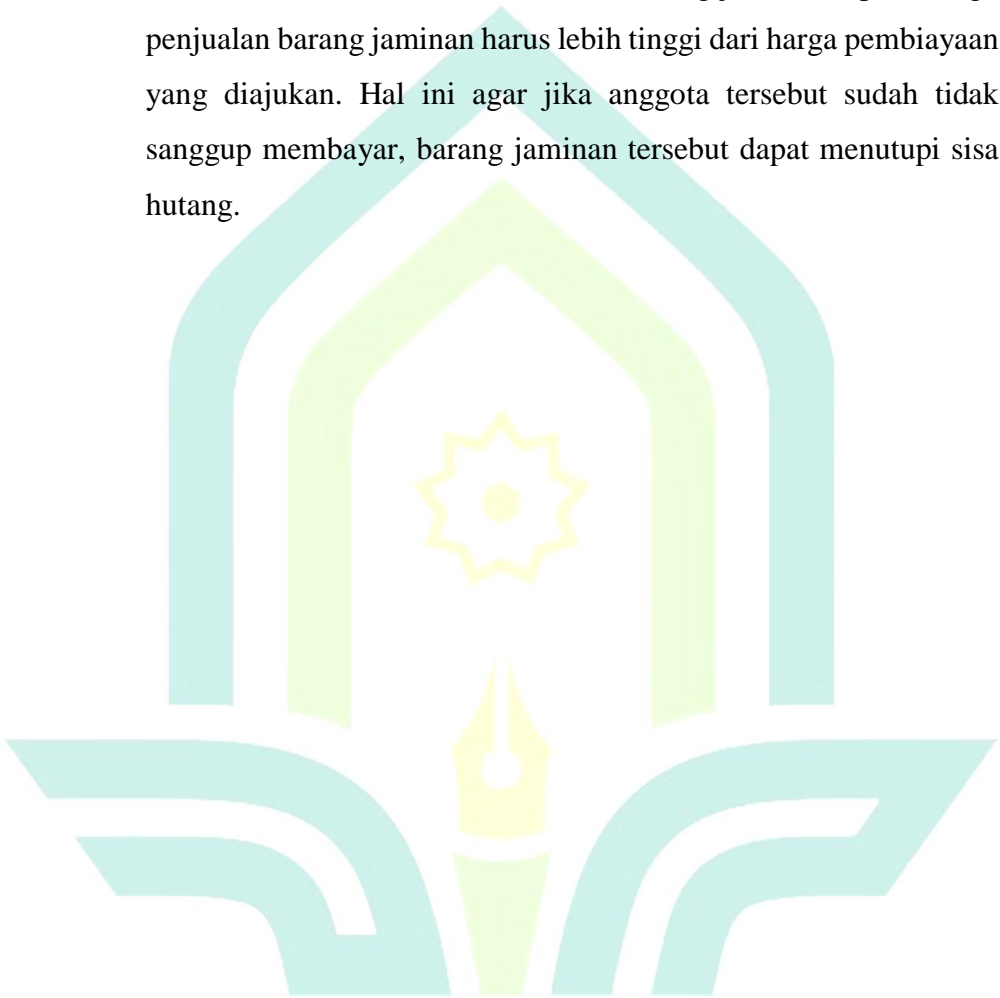 penjualan barang jaminan harus lebih tinggi dari harga pembiayaan
yang diajukan. Hal ini agar jika anggota tersebut sudah tidak
sanggup membayar, barang jaminan tersebut dapat menutupi sisa
hutang.